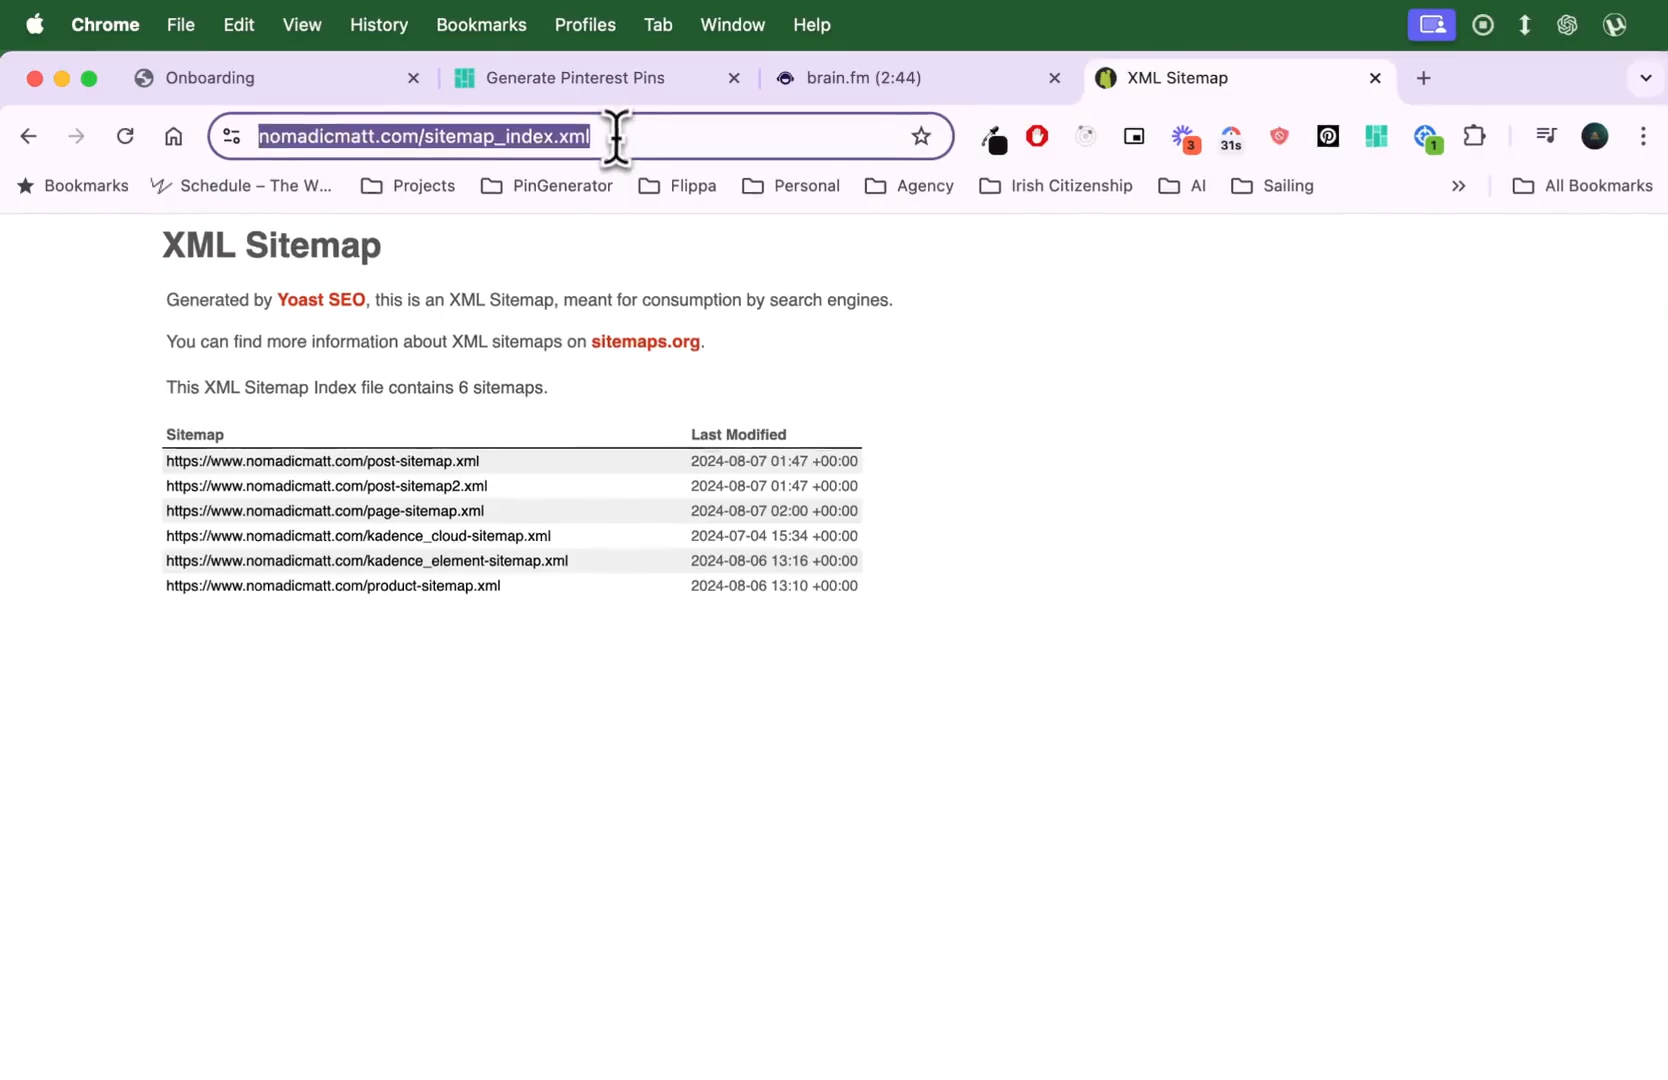 Chrome File Edit View History Bookmarks Profiles Tab Window Help
Onboarding Generate Pinterest Pins brain.fm (2:44) XML Sitemap
nomadicmatt.com/sitemap_index.xml 3 31s 1
Bookmarks Schedule – The W... Projects PinGenerator Flippa Personal Agency Irish Citizenship AI Sailing All Bookmarks
XML Sitemap
Generated by Yoast SEO, this is an XML Sitemap, meant for consumption by search engines.
You can find more information about XML sitemaps on sitemaps.org.
This XML Sitemap Index file contains 6 sitemaps.
Sitemap Last Modified
https://www.nomadicmatt.com/post-sitemap.xml 2024-08-07 01:47 +00:00
https://www.nomadicmatt.com/post-sitemap2.xml 2024-08-07 01:47 +00:00
https://www.nomadicmatt.com/page-sitemap.xml 2024-08-07 02:00 +00:00
https://www.nomadicmatt.com/kadence_cloud-sitemap.xml 2024-07-04 15:34 +00:00
https://www.nomadicmatt.com/kadence_element-sitemap.xml 2024-08-06 13:16 +00:00
https://www.nomadicmatt.com/product-sitemap.xml 2024-08-06 13:10 +00:00